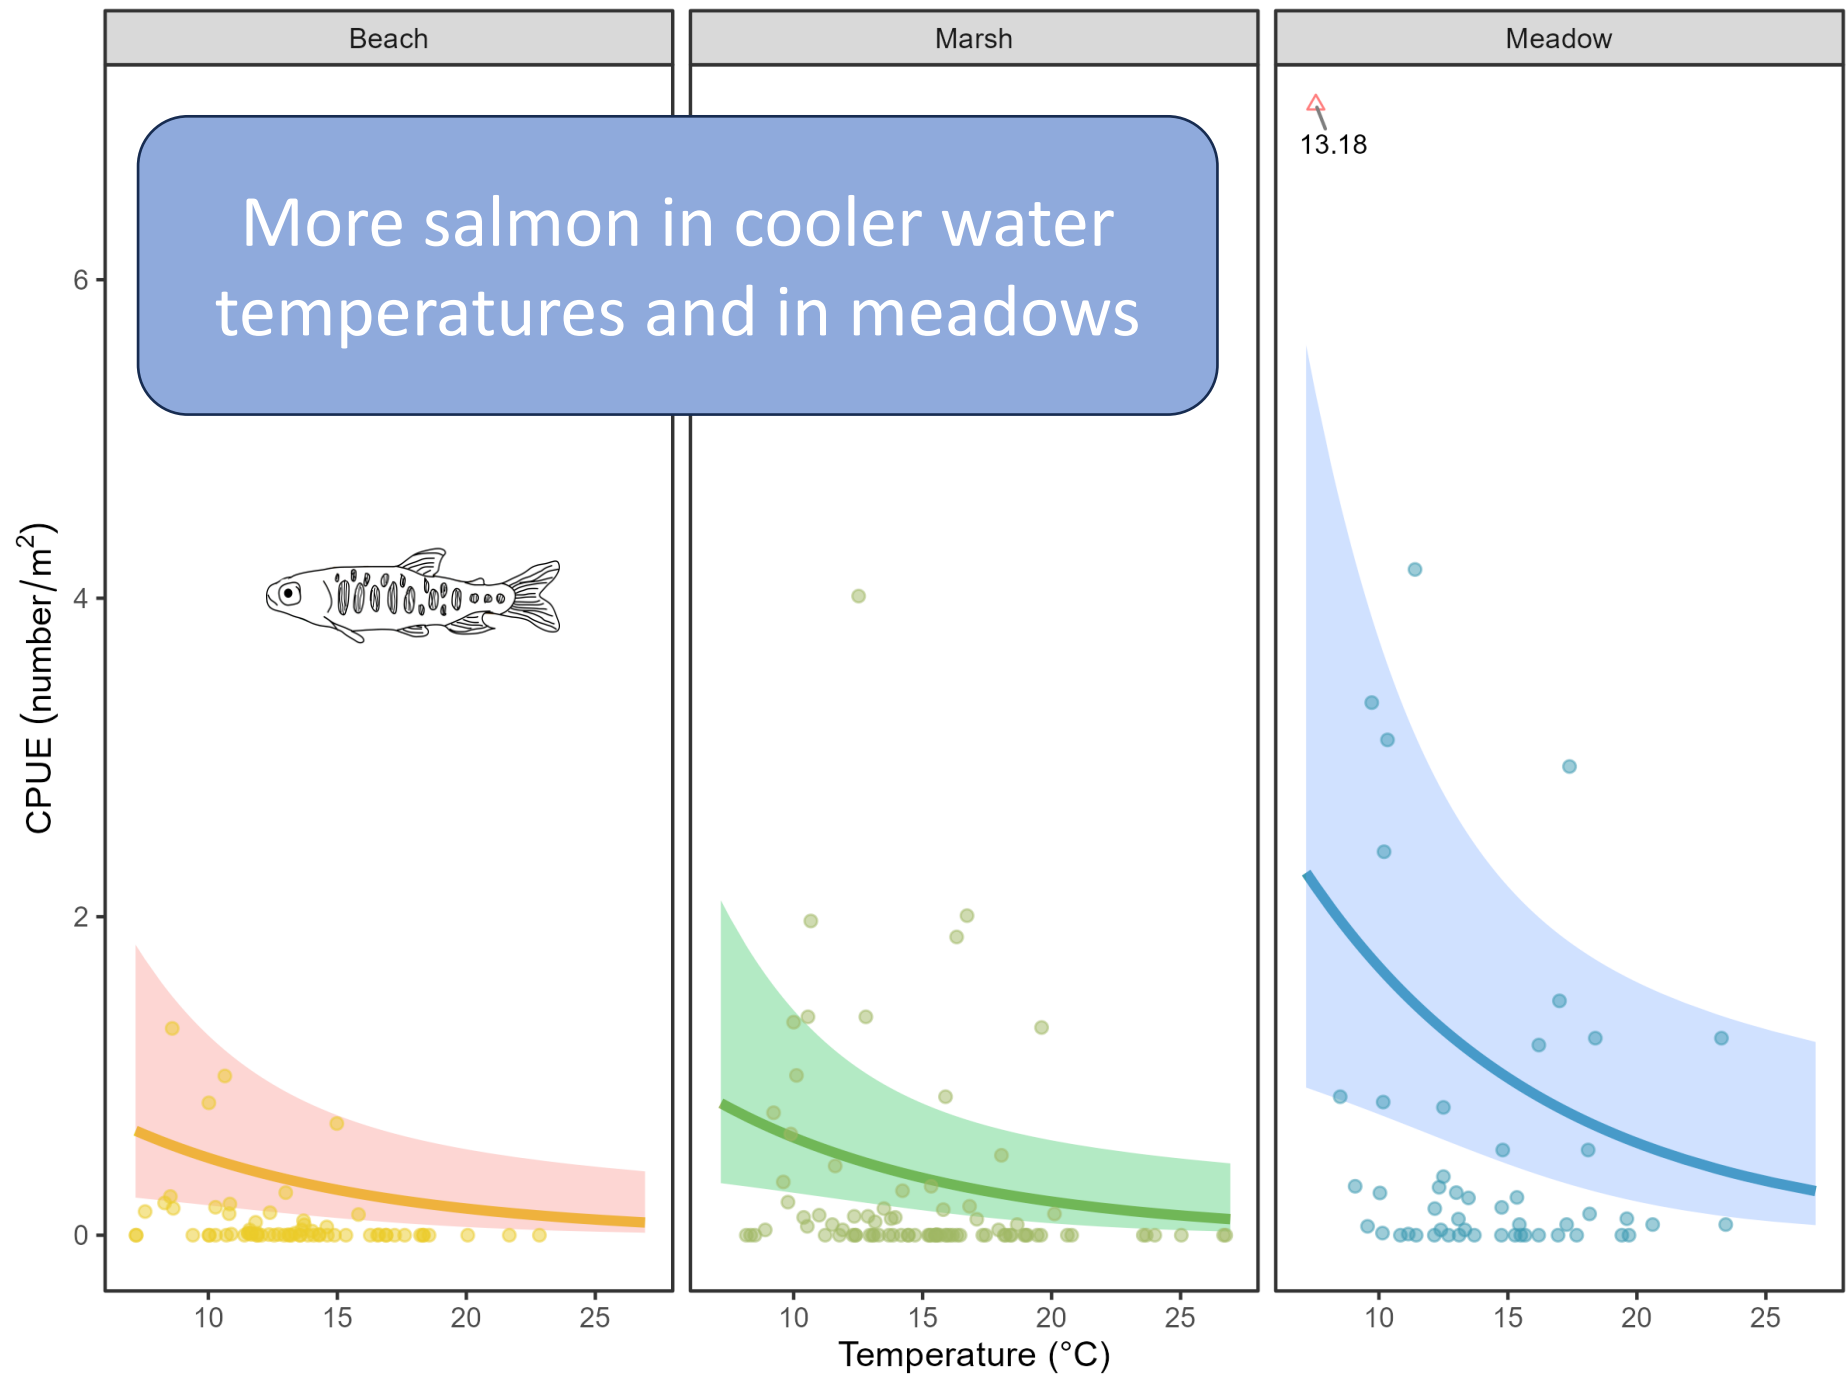 Beach
Marsh
Meadow
13.18
More salmon in cooler water
temperatures and in meadows
6
4
2
0
CPUE (number/m²)
10 15 20 25
10 15 20 25
10 15 20 25
Temperature (°C)